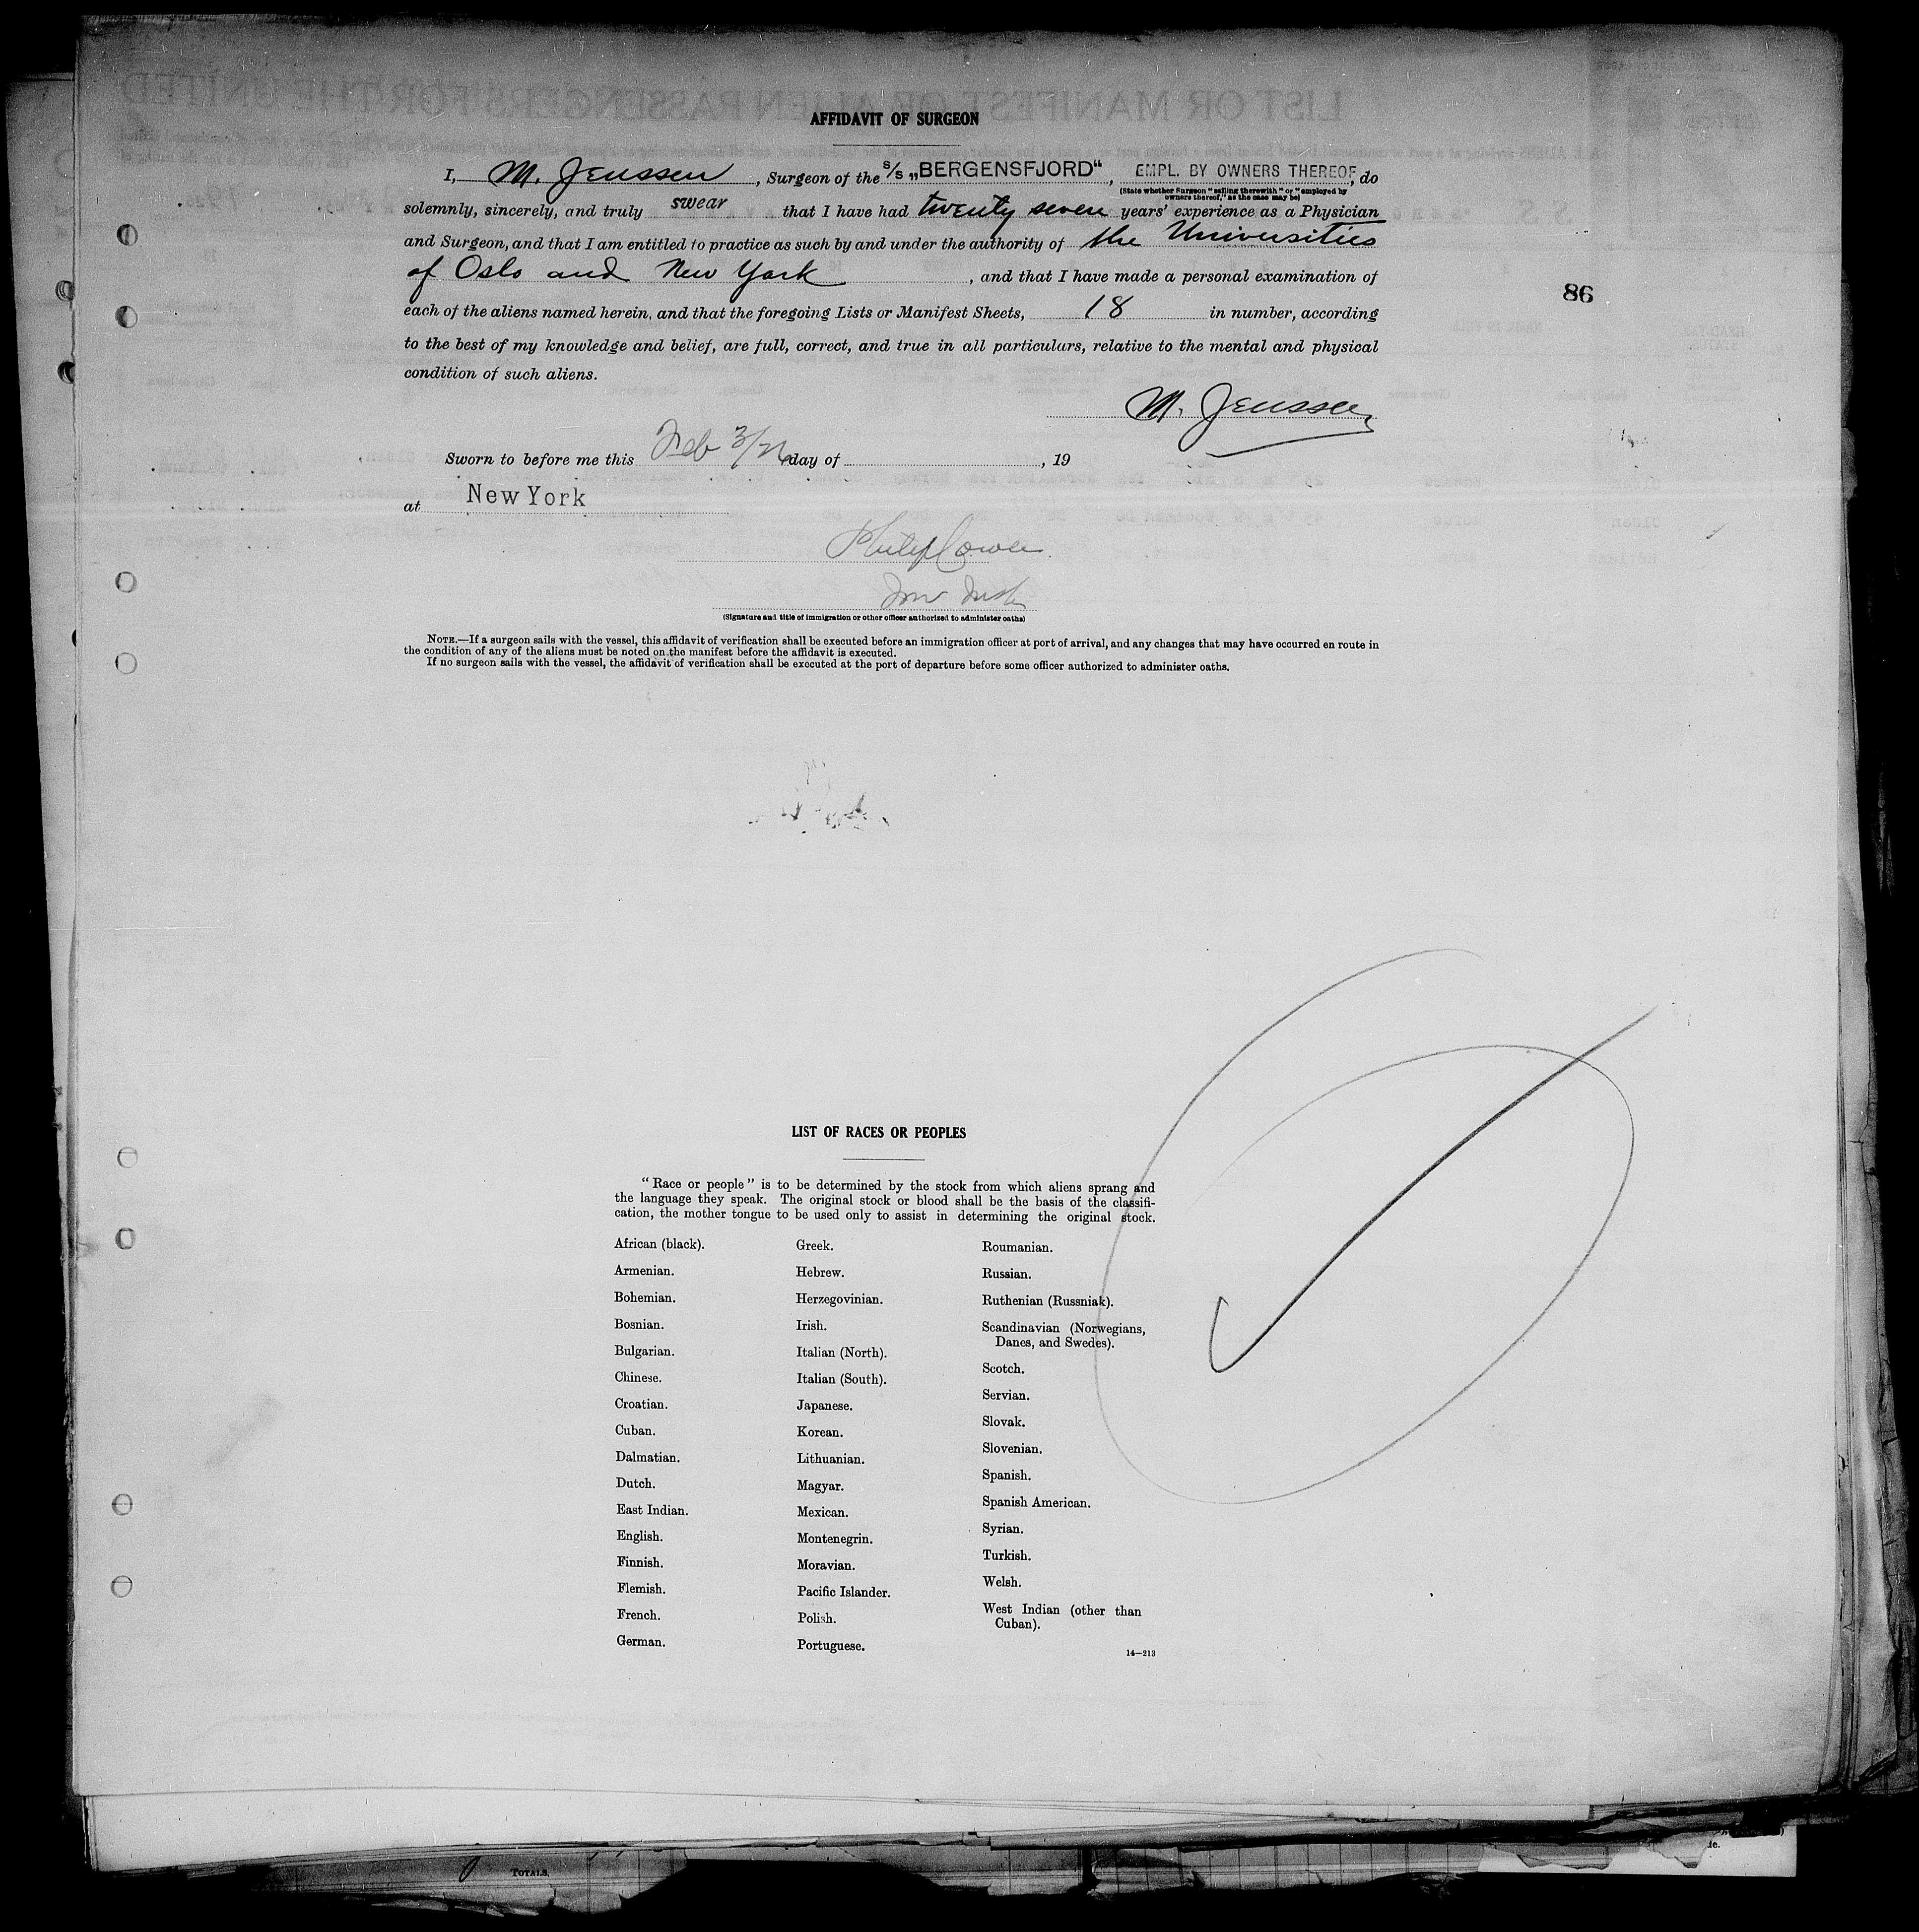 AFFIDAVIT OF SURGEON
I, M. Jenssen, Surgeon of the S/S „BERGENSFJORD“, EMPL. BY OWNERS THEREOF, do
(State whether Surgeon "sailing therewith" or "employed by
owners thereof," as the case may be)
solemnly, sincerely, and truly swear that I have had twenty seven years' experience as a Physician
and Surgeon, and that I am entitled to practice as such by and under the authority of the Universities
of Oslo and New York, and that I have made a personal examination of
86
each of the aliens named herein, and that the foregoing Lists or Manifest Sheets, 18 in number, according
to the best of my knowledge and belief, are full, correct, and true in all particulars, relative to the mental and physical
condition of such aliens.
M. Jenssen
Sworn to before me this Feb 3/26 day of , 19
at New York
Philip Cowen
(Signature and title of immigration or other officer authorized to administer oaths)
NOTE.—If a surgeon sails with the vessel, this affidavit of verification shall be executed before an immigration officer at port of arrival, and any changes that may have occurred en route in
the condition of any of the aliens must be noted on the manifest before the affidavit is executed.
If no surgeon sails with the vessel, the affidavit of verification shall be executed at the port of departure before some officer authorized to administer oaths.
LIST OF RACES OR PEOPLES
"Race or people" is to be determined by the stock from which aliens sprang and
the language they speak. The original stock or blood shall be the basis of the classifi-
cation, the mother tongue to be used only to assist in determining the original stock.
African (black).
Armenian.
Bohemian.
Bosnian.
Bulgarian.
Chinese.
Croatian.
Cuban.
Dalmatian.
Dutch.
East Indian.
English.
Finnish.
Flemish.
French.
German.
Greek.
Hebrew.
Herzegovinian.
Irish.
Italian (North).
Italian (South).
Japanese.
Korean.
Lithuanian.
Magyar.
Mexican.
Montenegrin.
Moravian.
Pacific Islander.
Polish.
Portuguese.
Roumanian.
Russian.
Ruthenian (Russniak).
Scandinavian (Norwegians,
Danes, and Swedes).
Scotch.
Servian.
Slovak.
Slovenian.
Spanish.
Spanish American.
Syrian.
Turkish.
Welsh.
West Indian (other than
Cuban).
14—213
TOTALS.